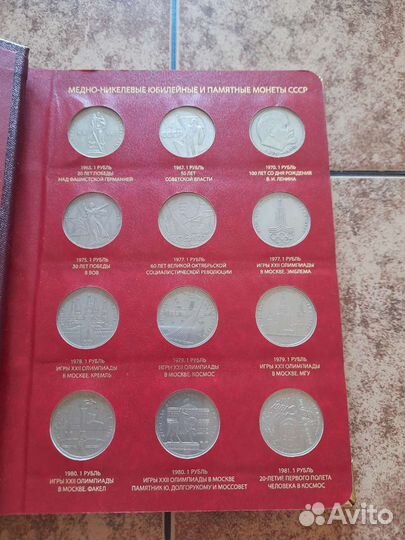 МЕДНО-НИКЕЛЕВЫЕ ЮБИЛЕЙНЫЕ И ПАМЯТНЫЕ МОНЕТЫ СССР
1965. 1 РУБЛЬ
20 ЛЕТ ПОБЕДЫ
НАД ФАШИСТСКОЙ ГЕРМАНИЕЙ
1967. 1 РУБЛЬ
50 ЛЕТ
СОВЕТСКОЙ ВЛАСТИ
1970. 1 РУБЛЬ
100 ЛЕТ СО ДНЯ РОЖДЕНИЯ
В. И. ЛЕНИНА
1975. 1 РУБЛЬ
30 ЛЕТ ПОБЕДЫ
В ВОВ
1977. 1 РУБЛЬ
60 ЛЕТ ВЕЛИКОЙ ОКТЯБРЬСКОЙ
СОЦИАЛИСТИЧЕСКОЙ РЕВОЛЮЦИИ
1977. 1 РУБЛЬ
ИГРЫ XXII ОЛИМПИАДЫ
В МОСКВЕ. ЭМБЛЕМА
1978. 1 РУБЛЬ
ИГРЫ XXII ОЛИМПИАДЫ
В МОСКВЕ. КРЕМЛЬ
1979. 1 РУБЛЬ
ИГРЫ XXII ОЛИМПИАДЫ
В МОСКВЕ. КОСМОС
1979. 1 РУБЛЬ
ИГРЫ XXII ОЛИМПИАДЫ
В МОСКВЕ. МГУ
1980. 1 РУБЛЬ
ИГРЫ XXII ОЛИМПИАДЫ
В МОСКВЕ. ФАКЕЛ
1980. 1 РУБЛЬ
ИГРЫ XXII ОЛИМПИАДЫ В МОСКВЕ
ПАМЯТНИК Ю. ДОЛГОРУКОМУ И МОССОВЕТ
1981. 1 РУБЛЬ
20-ЛЕТИЕ ПЕРВОГО ПОЛЕТА
ЧЕЛОВЕКА В КОСМОС
Avito